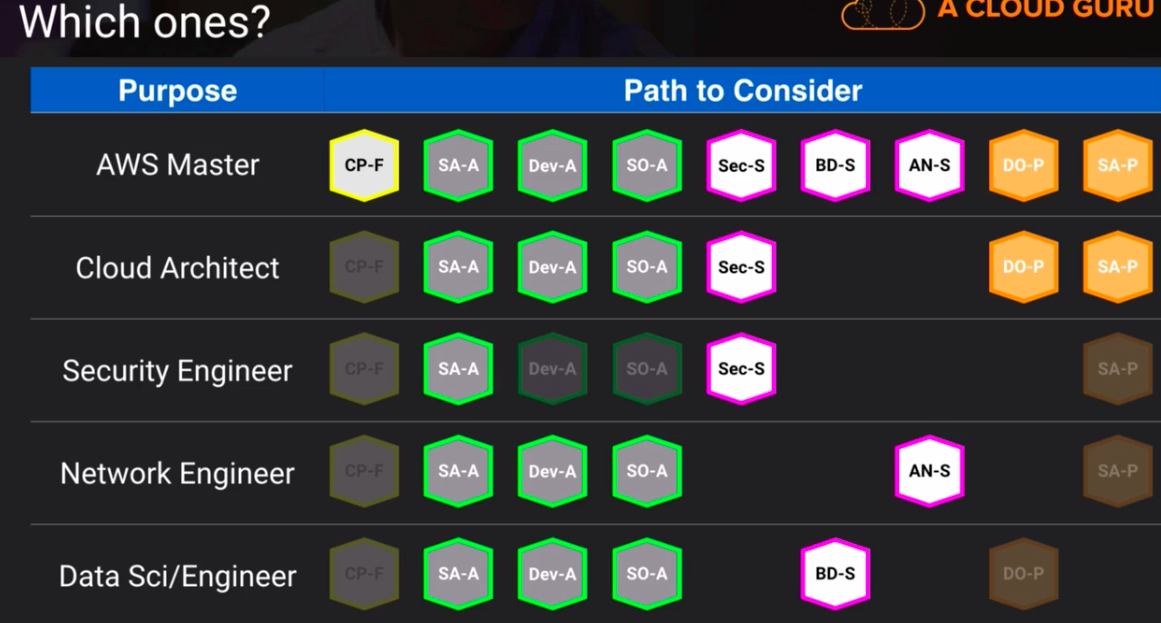 Which ones?
A CLOUD GURU
Purpose Path to Consider
AWS Master CP-F SA-A Dev-A SO-A Sec-S BD-S AN-S DO-P SA-P
Cloud Architect CP-F SA-A Dev-A SO-A Sec-S DO-P SA-P
Security Engineer CP-F SA-A Dev-A SO-A Sec-S SA-P
Network Engineer CP-F SA-A Dev-A SO-A AN-S SA-P
Data Sci/Engineer CP-F SA-A Dev-A SO-A BD-S DO-P